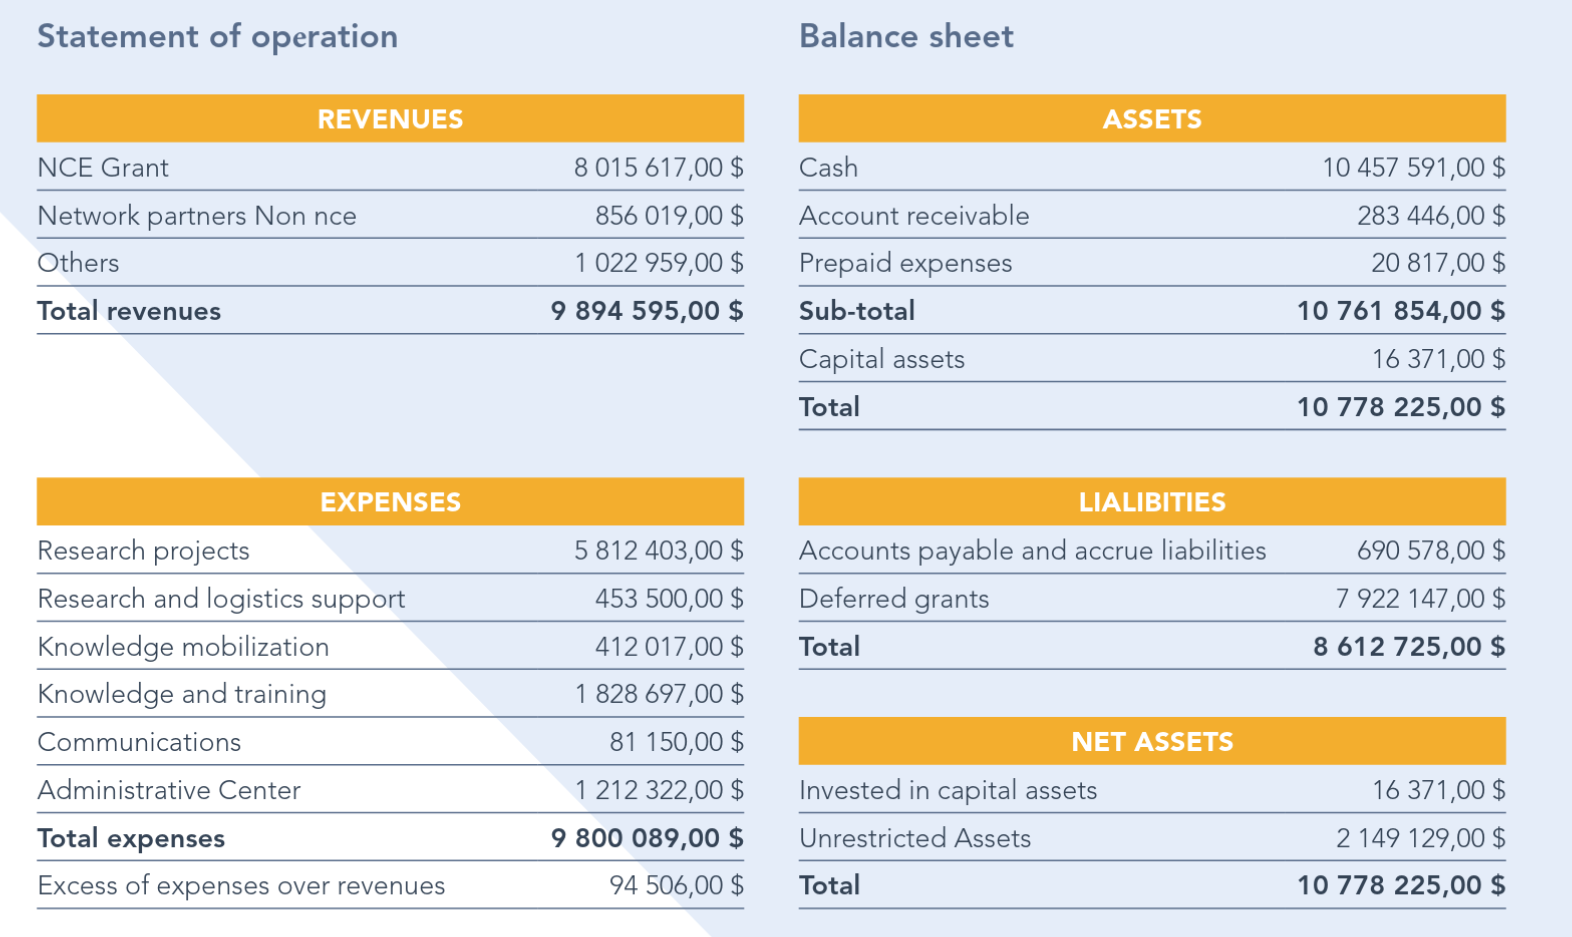 Statement of operation
REVENUES
NCE Grant 8 015 617,00 $
Network partners Non nce 856 019,00 $
Others 1 022 959,00 $
Total revenues 9 894 595,00 $
EXPENSES
Research projects 5 812 403,00 $
Research and logistics support 453 500,00 $
Knowledge mobilization 412 017,00 $
Knowledge and training 1 828 697,00 $
Communications 81 150,00 $
Administrative Center 1 212 322,00 $
Total expenses 9 800 089,00 $
Excess of expenses over revenues 94 506,00 $
Balance sheet
ASSETS
Cash 10 457 591,00 $
Account receivable 283 446,00 $
Prepaid expenses 20 817,00 $
Sub-total 10 761 854,00 $
Capital assets 16 371,00 $
Total 10 778 225,00 $
LIALIBITIES
Accounts payable and accrue liabilities 690 578,00 $
Deferred grants 7 922 147,00 $
Total 8 612 725,00 $
NET ASSETS
Invested in capital assets 16 371,00 $
Unrestricted Assets 2 149 129,00 $
Total 10 778 225,00 $